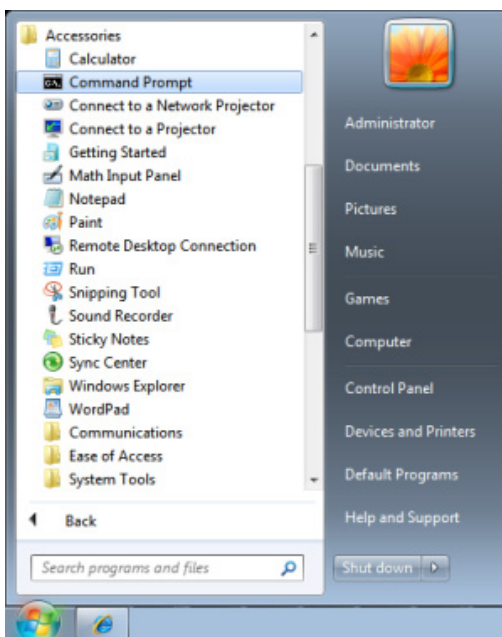 Accessories
Calculator
Command Prompt
Connect to a Network Projector
Connect to a Projector
Getting Started
Math Input Panel
Notepad
Paint
Remote Desktop Connection
Run
Snipping Tool
Sound Recorder
Sticky Notes
Sync Center
Windows Explorer
WordPad
Communications
Ease of Access
System Tools
Back
Search programs and files
Administrator
Documents
Pictures
Music
Games
Computer
Control Panel
Devices and Printers
Default Programs
Help and Support
Shut down